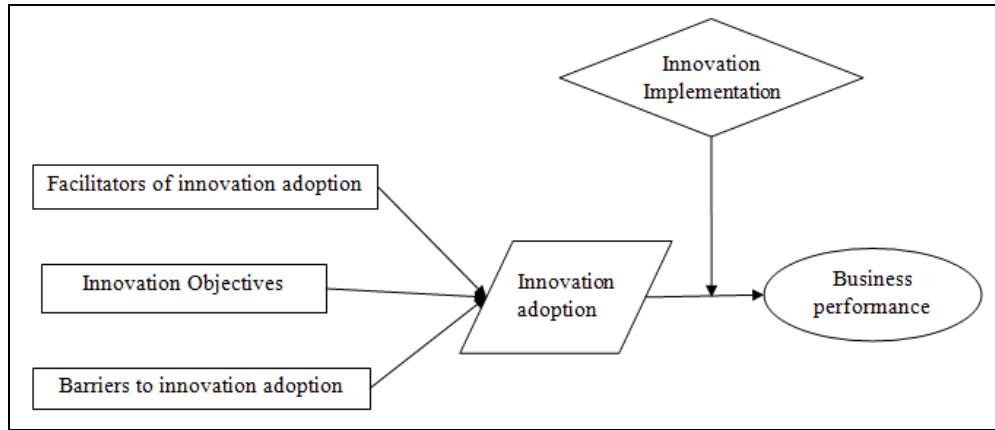 Innovation
Implementation
Facilitators of innovation adoption
Innovation Objectives
Innovation
adoption
Business
performance
Barriers to innovation adoption